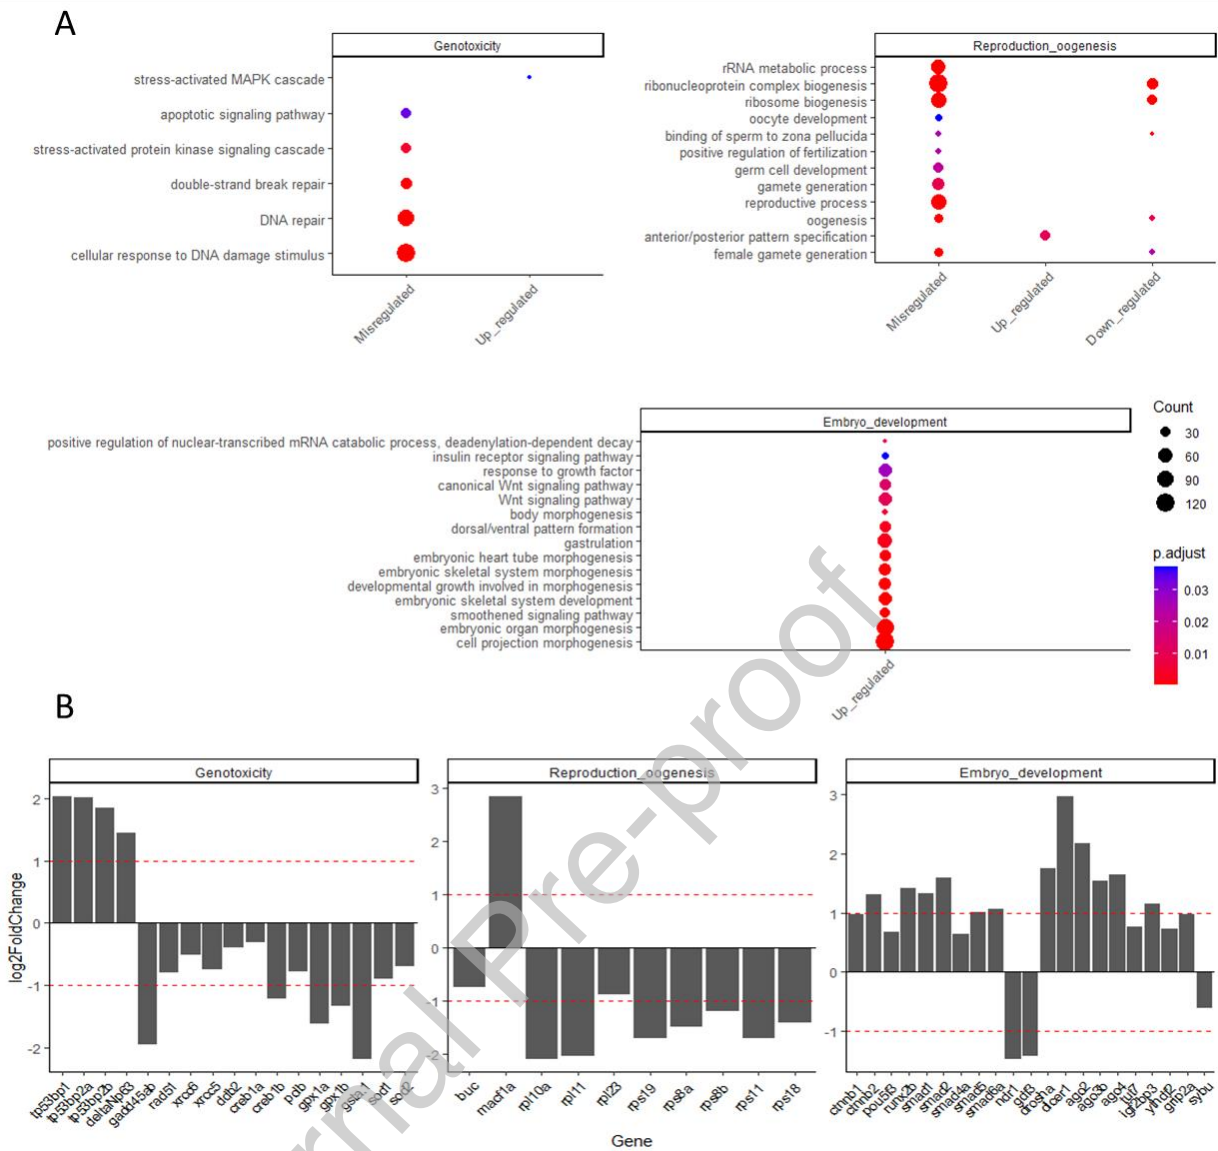 A
Genotoxicity
stress-activated MAPK cascade
apoptotic signaling pathway
stress-activated protein kinase signaling cascade
double-strand break repair
DNA repair
cellular response to DNA damage stimulus
Misregulated
Up_regulated
Reproduction_oogenesis
rRNA metabolic process
ribonucleoprotein complex biogenesis
ribosome biogenesis
oocyte development
binding of sperm to zona pellucida
positive regulation of fertilization
germ cell development
gamete generation
reproductive process
oogenesis
anterior/posterior pattern specification
female gamete generation
Misregulated
Up_regulated
Down_regulated
Embryo_development
positive regulation of nuclear-transcribed mRNA catabolic process, deadenylation-dependent decay
insulin receptor signaling pathway
response to growth factor
canonical Wnt signaling pathway
Wnt signaling pathway
body morphogenesis
dorsal/ventral pattern formation
gastrulation
embryonic heart tube morphogenesis
embryonic skeletal system morphogenesis
developmental growth involved in morphogenesis
embryonic skeletal system development
smoothened signaling pathway
embryonic organ morphogenesis
cell projection morphogenesis
Up_regulated
Count
30
60
90
120
p.adjust
0.03
0.02
0.01
B
log2FoldChange
Genotoxicity
2
1
0
-1
-2
tp53bp1
tp53bp2a
tp53bp2b
deltaNp63
gadd45ab
rad51
xrcc6
xrcc5
ddb2
creb1a
creb1b
polb
gpx1a
gpx1b
gsta1
sod1
sod2
Reproduction_oogenesis
3
2
1
0
-1
-2
buc
macf1a
rpl10a
rpl11
rpl23
rps19
rps8a
rps8b
rps11
rps18
Embryo_development
3
2
1
0
-1
ctnnb1
ctnnb2
pou5f3
runx2b
smad1
smad2
smad4a
smad5
smad6a
ndr1
gdf3
drosha
dicer1
ago2
ago3b
ago4
tut7
igf2bp3
ythdf2
gnp2a
sybu
Gene
rnal Pre-proof